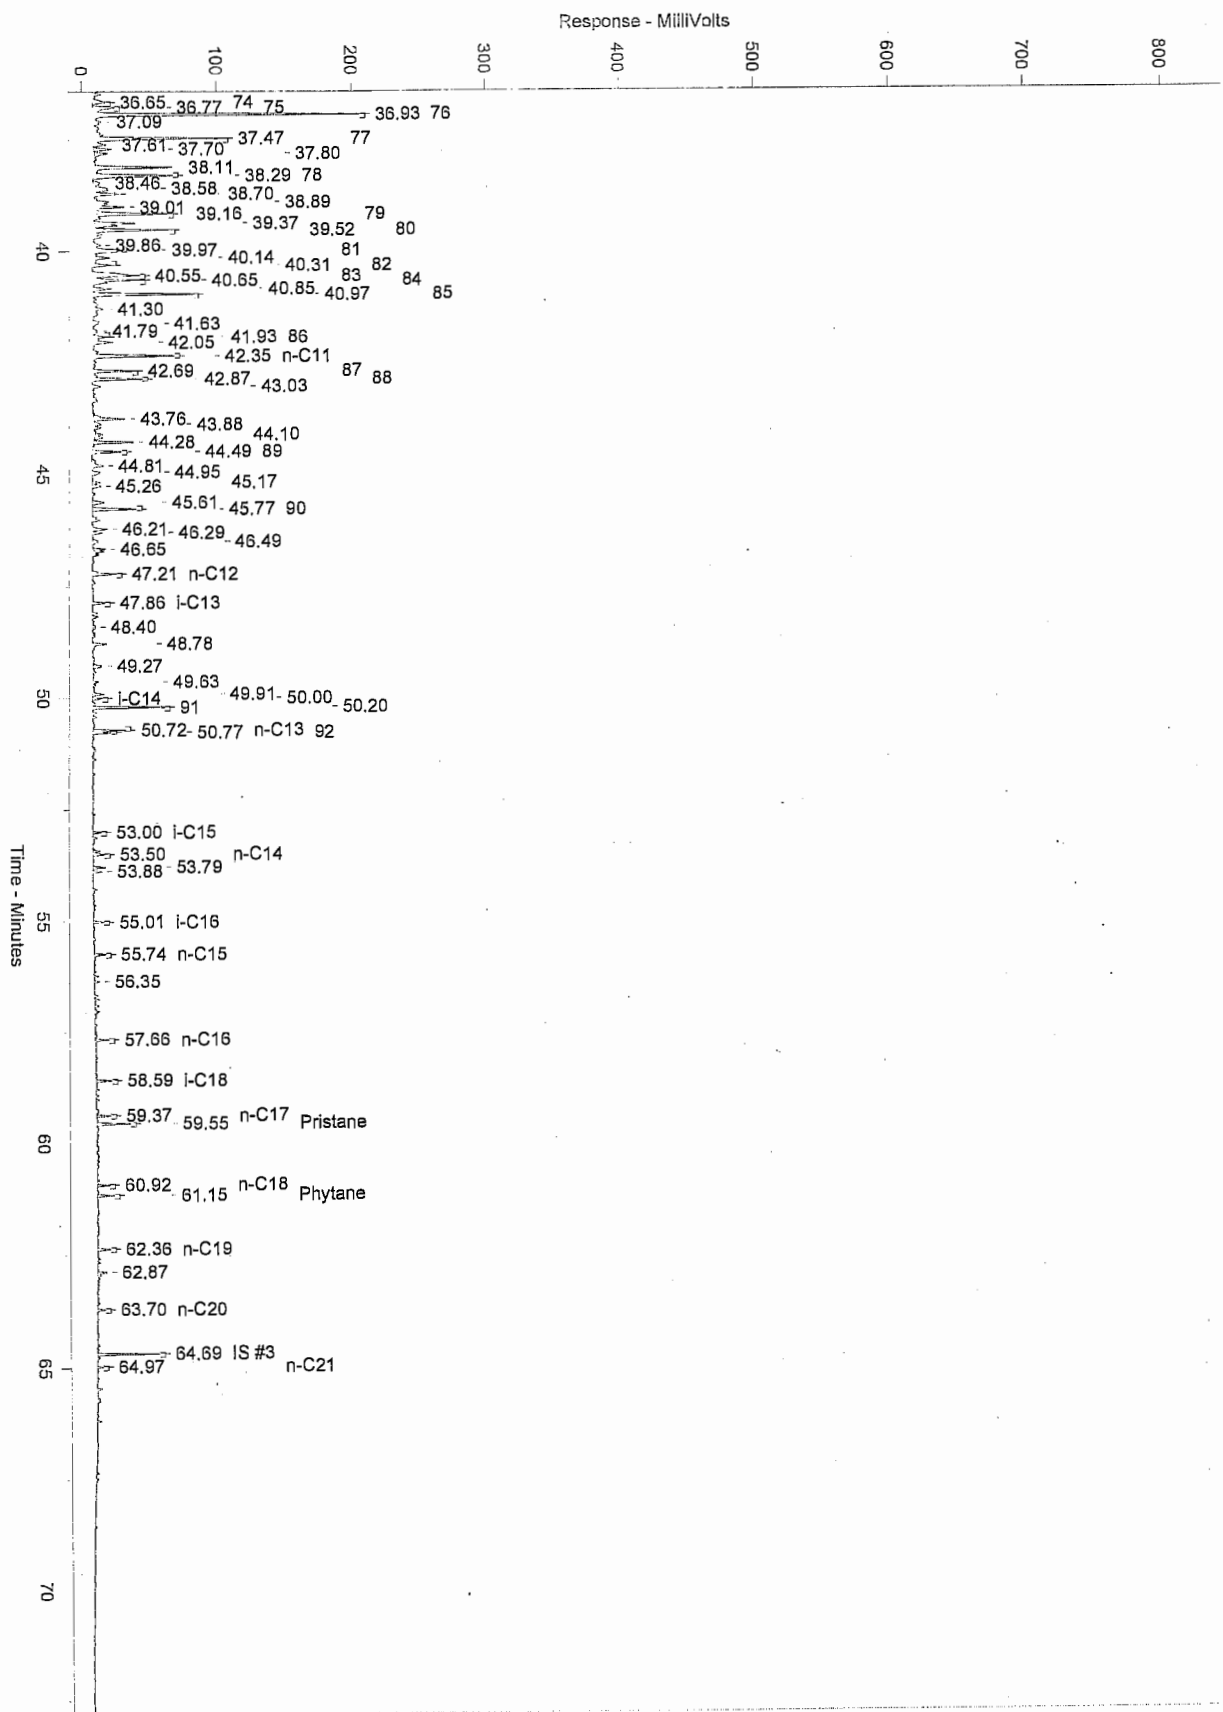 Response - MilliVolts
0 100 200 300 400 500 600 700 800
36.65 36.77 74 75
36.93 76
37.09
37.47 77
37.61 37.70 37.80
38.11 38.29 78
38.46 38.58 38.70 38.89
39.01 39.16 39.37 39.52 79 80
40
39.86 39.97 40.14 40.31 81 82
40.55 40.65 40.85 40.97 83 84 85
41.30
41.63
41.79 41.93 86
42.05
42.35 n-C11
42.69 42.87 43.03 87 88
43.76 43.88 44.10
44.28 44.49 89
44.81 44.95 45.17
45
45.26
45.61 45.77 90
46.21 46.29 46.49
46.65
47.21 n-C12
47.86 i-C13
48.40
48.78
49.27
49.63
50
i-C14 49.91 50.00 50.20
91
50.72 50.77 n-C13 92
53.00 i-C15
53.50 n-C14
53.88 53.79
Time - Minutes
55
55.01 i-C16
55.74 n-C15
56.35
57.66 n-C16
58.59 i-C18
59.37 59.55 n-C17 Pristane
60
60.92 61.15 n-C18 Phytane
62.36 n-C19
62.87
63.70 n-C20
64.69 IS #3
65
64.97 n-C21
70